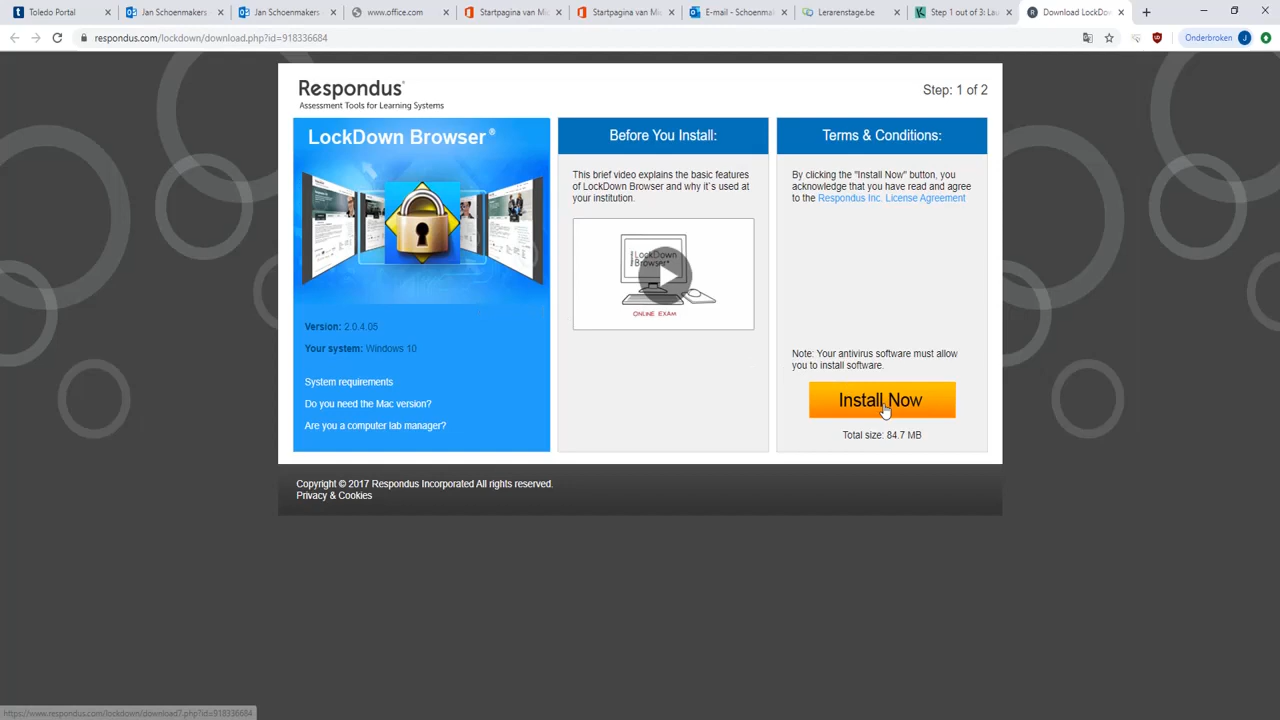 Toledo Portal
Jan Schoenmakers
Jan Schoenmakers
www.office.com
Startpagina van Mic
Startpagina van Mis
E-mail - Schoenma
Lerarenstage.be
Step 1 out of 3: La
Download LockDo
respondus.com/lockdown/download.php?id=918336684
Onderbroken
J
Respondus®
Assessment Tools for Learning Systems
Step: 1 of 2
LockDown Browser®
Version: 2.0.4.05
Your system: Windows 10
System requirements
Do you need the Mac version?
Are you a computer lab manager?
Before You Install:
This brief video explains the basic features
of LockDown Browser and why it`s used at
your institution.
LockDown
Browser
ONLINE EXAM
Terms & Conditions:
By clicking the "Install Now" button, you
acknowledge that you have read and agree
to the Respondus Inc. License Agreement
Note: Your antivirus software must allow
you to install software.
Install Now
Total size: 84.7 MB
Copyright © 2017 Respondus Incorporated All rights reserved.
Privacy & Cookies
https://www.respondus.com/lockdown/download7.php?id=918336684